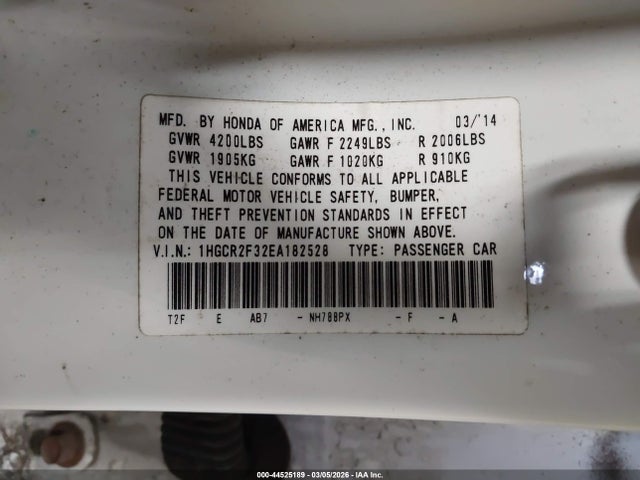 MFD. BY HONDA OF AMERICA MFG., INC. 03/'14
GVWR 4200LBS GAWR F 2249LBS R 2006LBS
GVWR 1905KG GAWR F 1020KG R 910KG
THIS VEHICLE CONFORMS TO ALL APPLICABLE
FEDERAL MOTOR VEHICLE SAFETY, BUMPER,
AND THEFT PREVENTION STANDARDS IN EFFECT
ON THE DATE OF MANUFACTURE SHOWN ABOVE.
V.I.N.: 1HGCR2F32EA182528 TYPE: PASSENGER CAR
T2F E AB7 - NH788PX - F - A
000-44525189 - 03/05/2026 - IAA Inc.